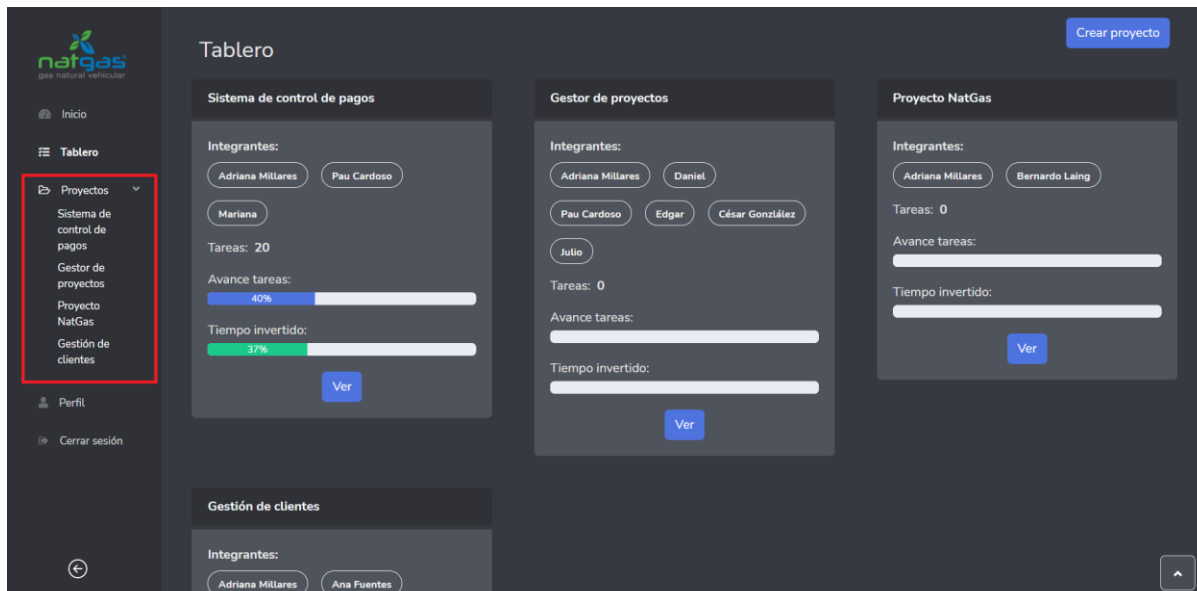 natgas
gas natural vehicular
Inicio
Tablero
Proyectos
Sistema de
control de
pagos
Gestor de
proyectos
Proyecto
NatGas
Gestión de
clientes
Perfil
Cerrar sesión
Tablero
Crear proyecto
Sistema de control de pagos
Integrantes:
Adriana Millares Pau Cardoso
Mariana
Tareas: 20
Avance tareas:
40%
Tiempo invertido:
37%
Ver
Gestor de proyectos
Integrantes:
Adriana Millares Daniel
Pau Cardoso Edgar César Gonzlález
Julio
Tareas: 0
Avance tareas:
Tiempo invertido:
Ver
Proyecto NatGas
Integrantes:
Adriana Millares Bernardo Laing
Tareas: 0
Avance tareas:
Tiempo invertido:
Ver
Gestión de clientes
Integrantes:
Adriana Millares Ana Fuentes